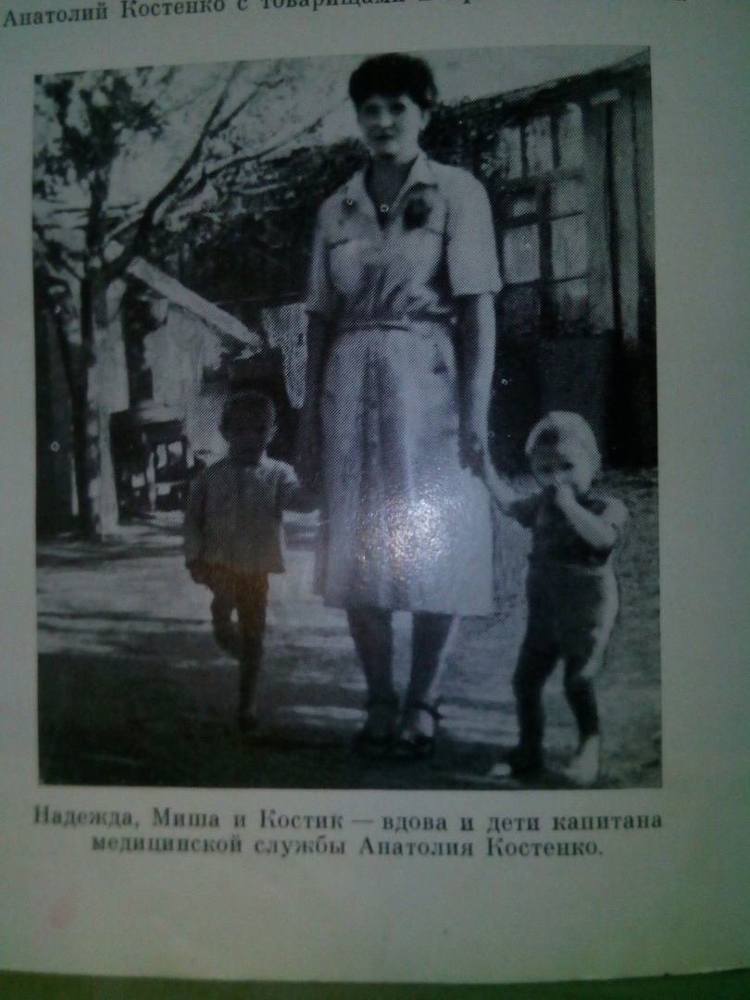 Анатолий Костенко с товарищами
Надежда, Миша и Костик — вдова и дети капитана
медицинской службы Анатолия Костенко.